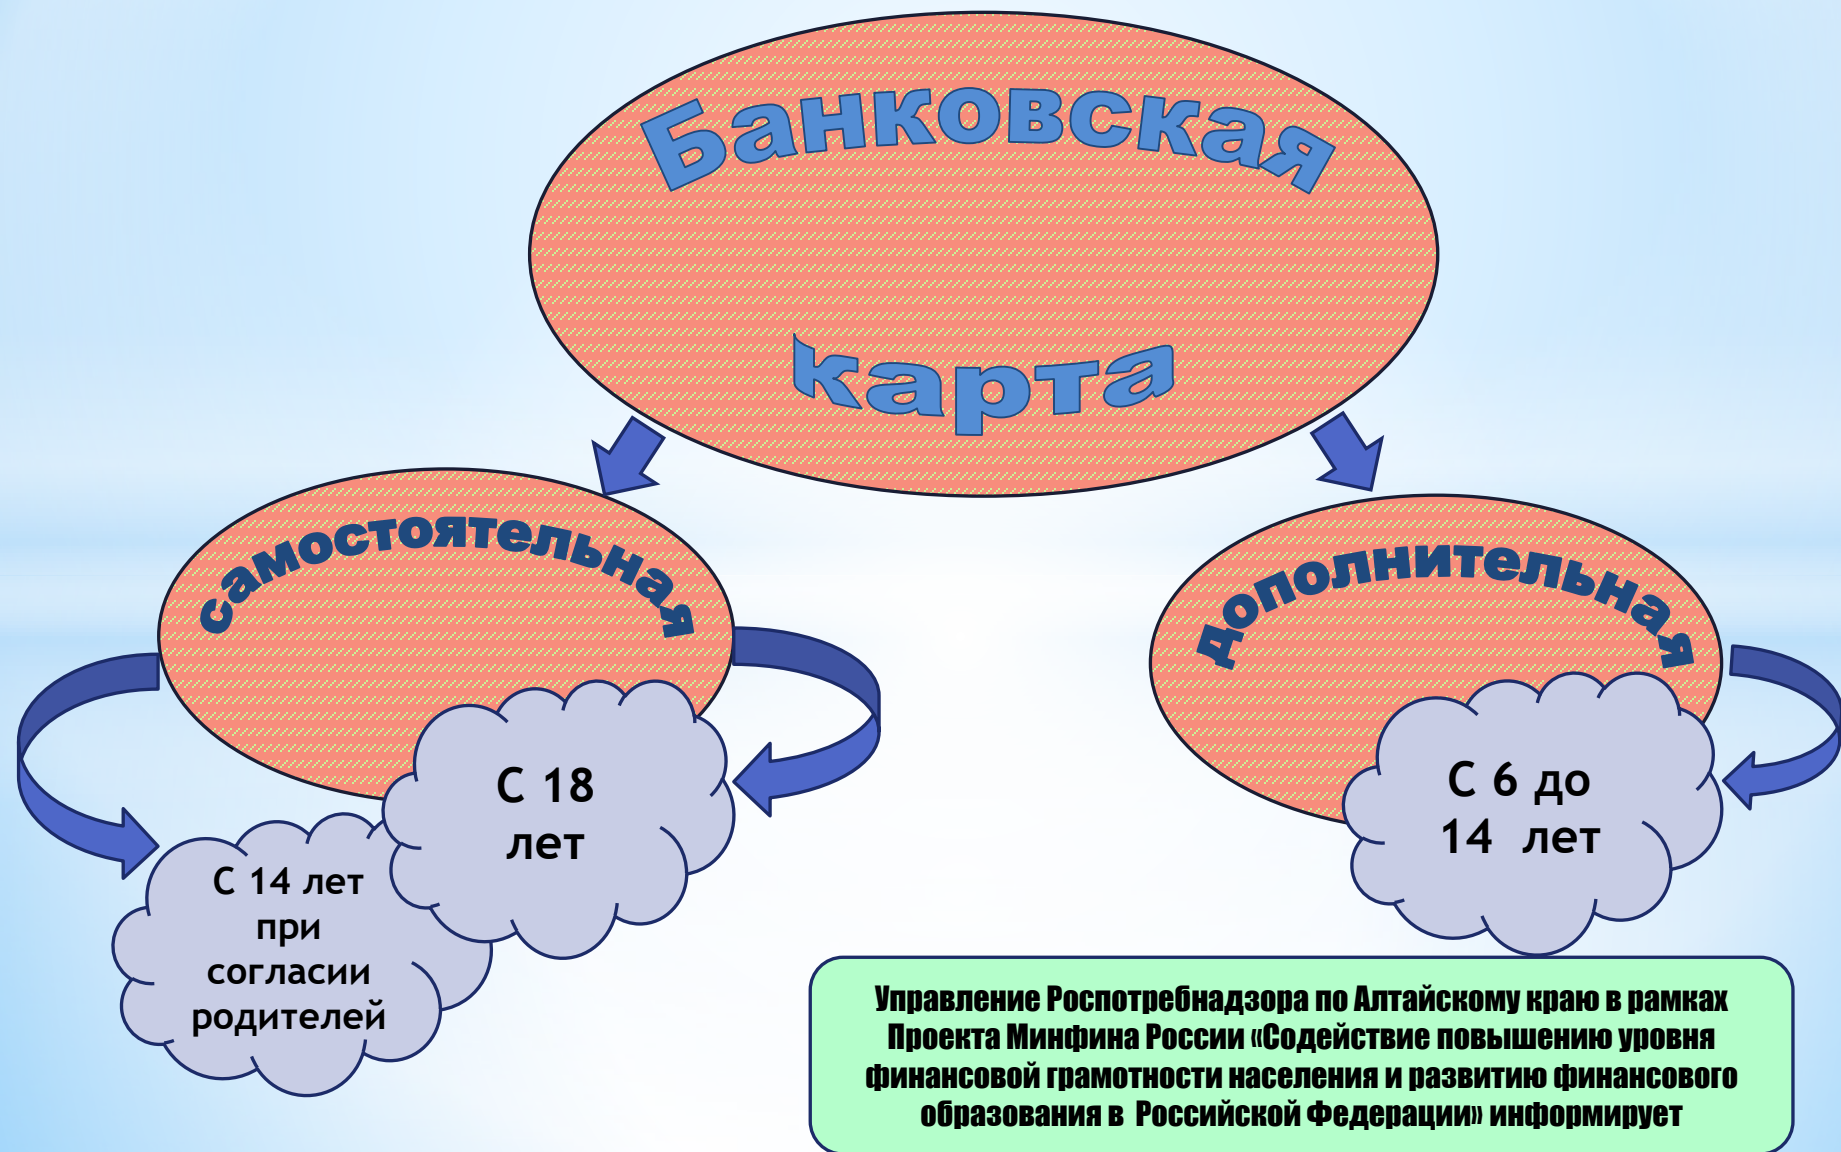 Банковская
карта
самостоятельная
дополнительная
С 18
лет
С 6 до
14 лет
С 14 лет
при
согласии
родителей
Управление Роспотребнадзора по Алтайскому краю в рамках
Проекта Минфина России «Содействие повышению уровня
финансовой грамотности населения и развитию финансового
образования в Российской Федерации» информирует